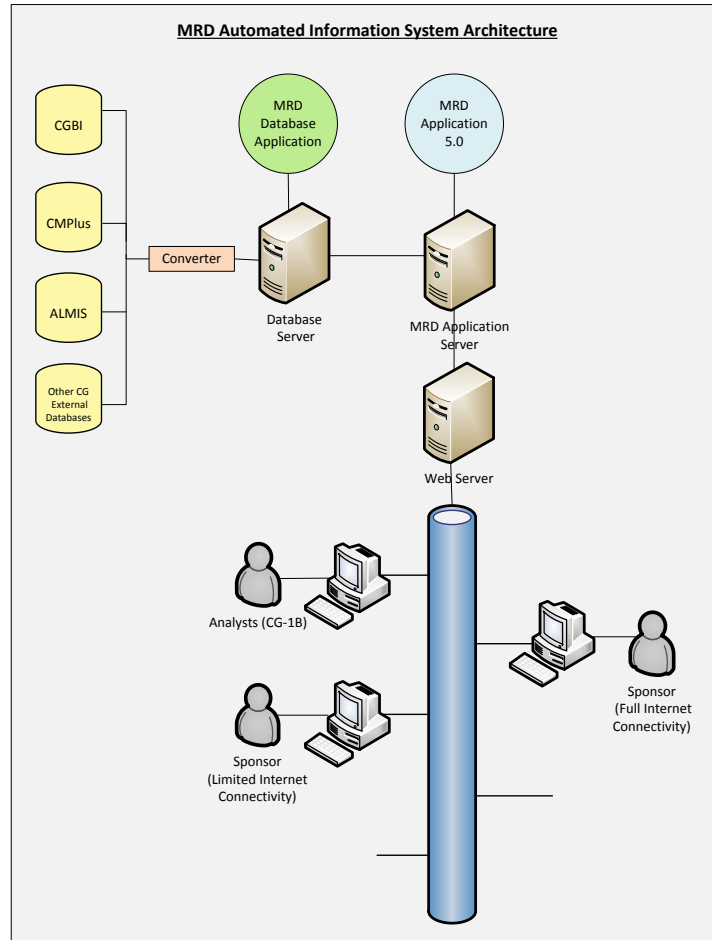 MRD Automated Information System Architecture
CGBI
CMPlus
ALMIS
Other CG
External
Databases
Converter
MRD
Database
Application
MRD
Application
5.0
Database
Server
MRD Application
Server
Web Server
Analysts (CG-1B)
Sponsor
(Full Internet
Connectivity)
Sponsor
(Limited Internet
Connectivity)